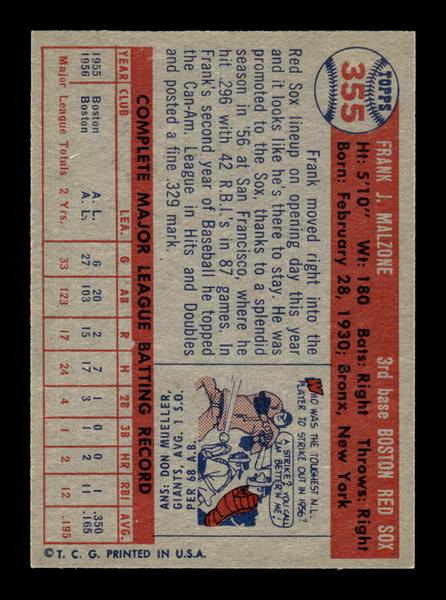 TOPPS
355
FRANK J. MALZONE 3rd base BOSTON RED SOX
Ht: 5'10" Wt: 180 Bats: Right Throws: Right
Born: February 28, 1930; Bronx, New York
Frank moved right into the
Red Sox lineup on opening day this year
and it looks like he's there to stay. He was
promoted to the Sox, thanks to a splendid
season in '56 at San Francisco, where he
hit .296 with 42 R.B.I.'s in 87 games. In
Frank's second year of Baseball he topped
the Can-Am. League in Hits and Doubles
and posted a fine .329 mark.
WHO WAS THE TOUGHEST N.L.
PLAYER TO STRIKE OUT IN 1956?
A STRIKE? YOU CALL
'IM BETTER'N ME!
ANS: DON MUELLER,
GIANTS, AVG. 1 S.O.
PER 68 A.B.
COMPLETE MAJOR LEAGUE BATTING RECORD
YEAR CLUB LEA. G AB R H 2B 3B HR RBI AVG.
1955 Boston A. L. 6 20 2 7 1 0 0 1 .350
1956 Boston A. L. 27 103 15 17 3 1 2 11 .165
Major League Totals 2 Yrs. 33 123 17 24 4 1 2 12 .195
© T. C. G. PRINTED IN U.S.A.